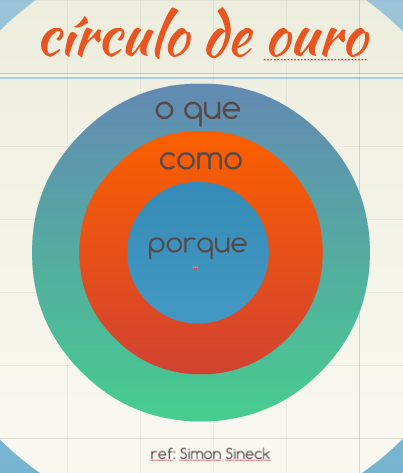 círculo de ouro
o que
como
porque
ref: Simon Sineck